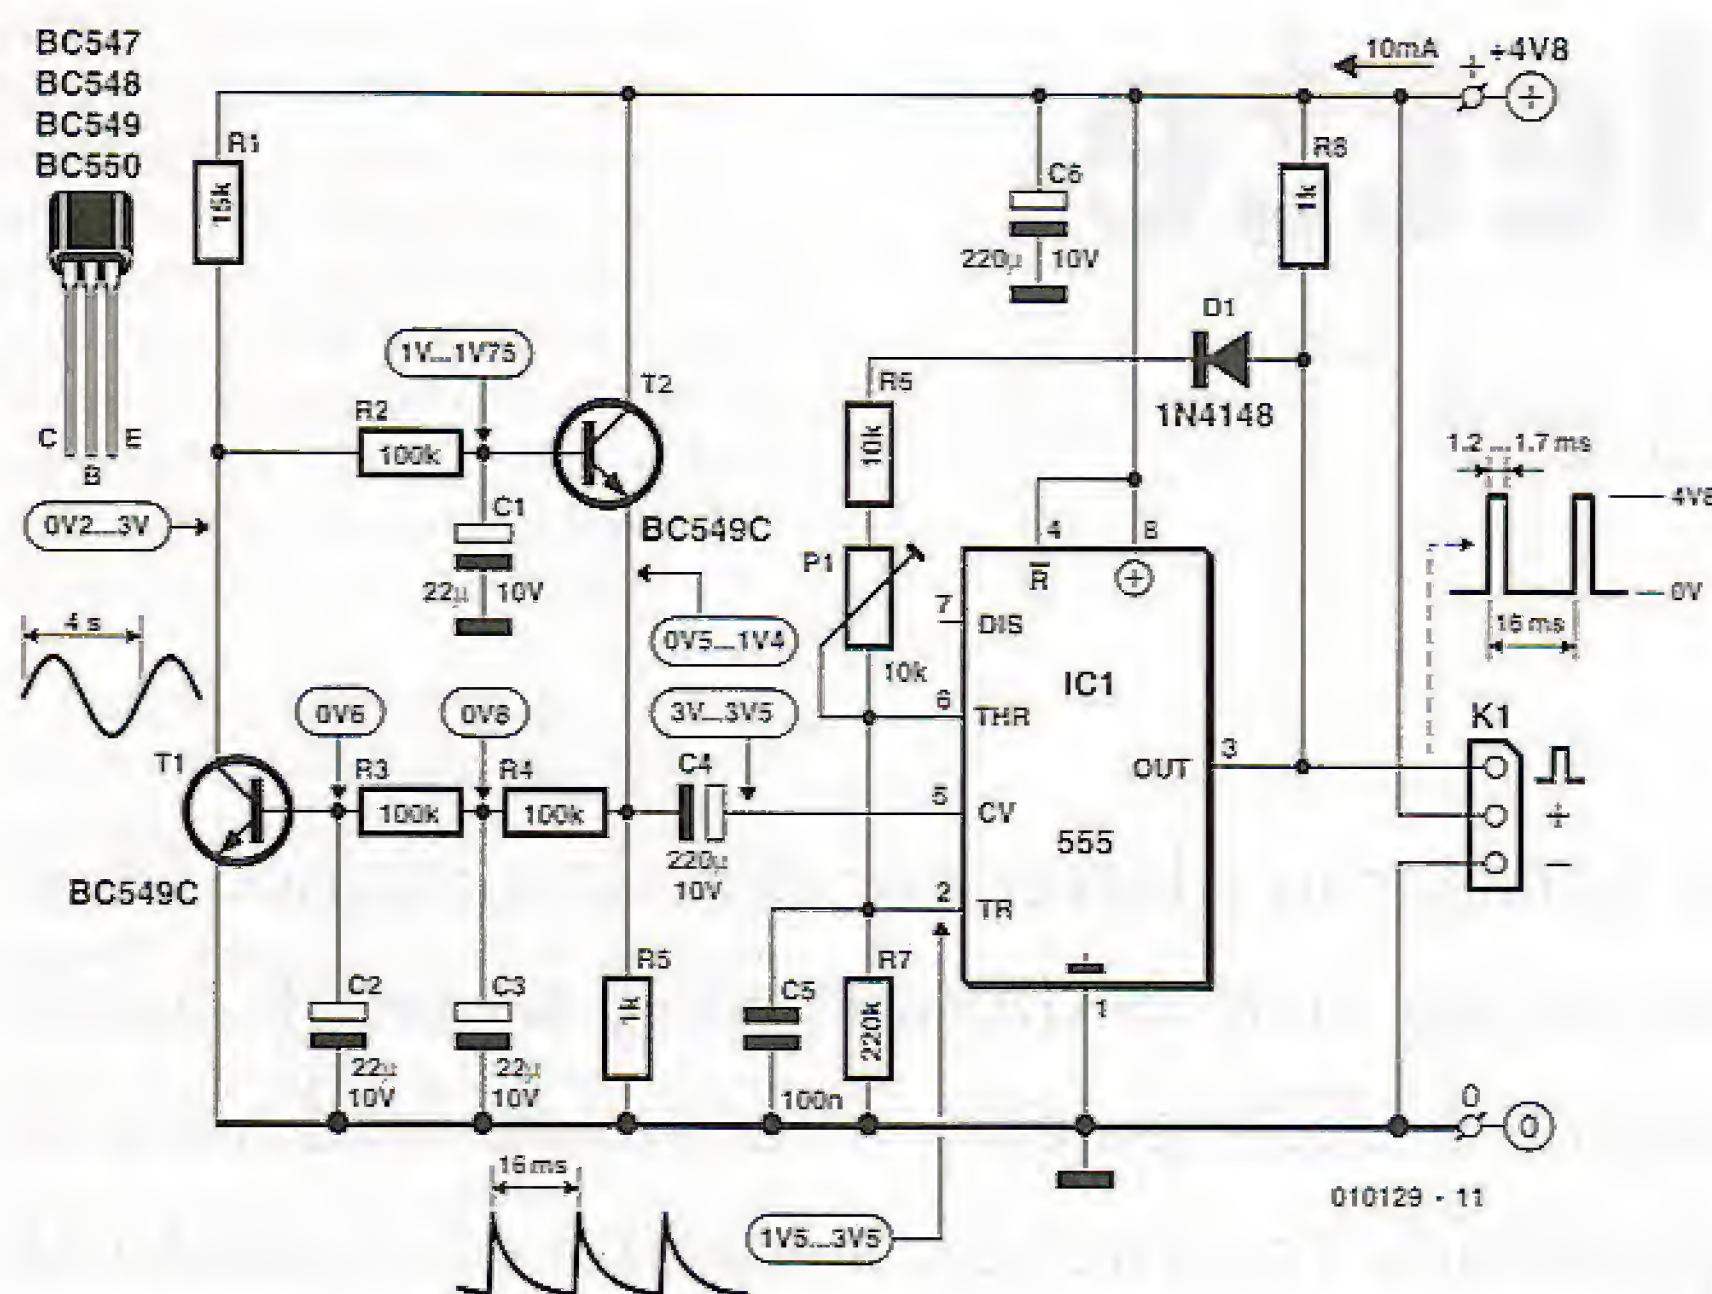 BC547
BC548
BC549
BC550
C
B
E
10mA
+
+4V8
R1
15k
C6
220µ
10V
R8
1k
D1
1N4148
1V...1V75
T2
R2
100k
R5
10k
0V2...3V
C1
22µ
10V
BC549C
P1
10k
4
8
R
1.2 ... 1.7 ms
4V8
0V
16 ms
4 s
0V5...1V4
7
DIS
IC1
0V6
0V8
3V...3V5
6
THR
K1
T1
R3
100k
R4
100k
C4
220µ
10V
5
CV
OUT
3
+
−
555
BC549C
2
TR
C2
22µ
10V
C3
22µ
10V
R5
1k
C5
100n
R7
220k
1
0
0
16 ms
1V5...3V5
010129 - 11